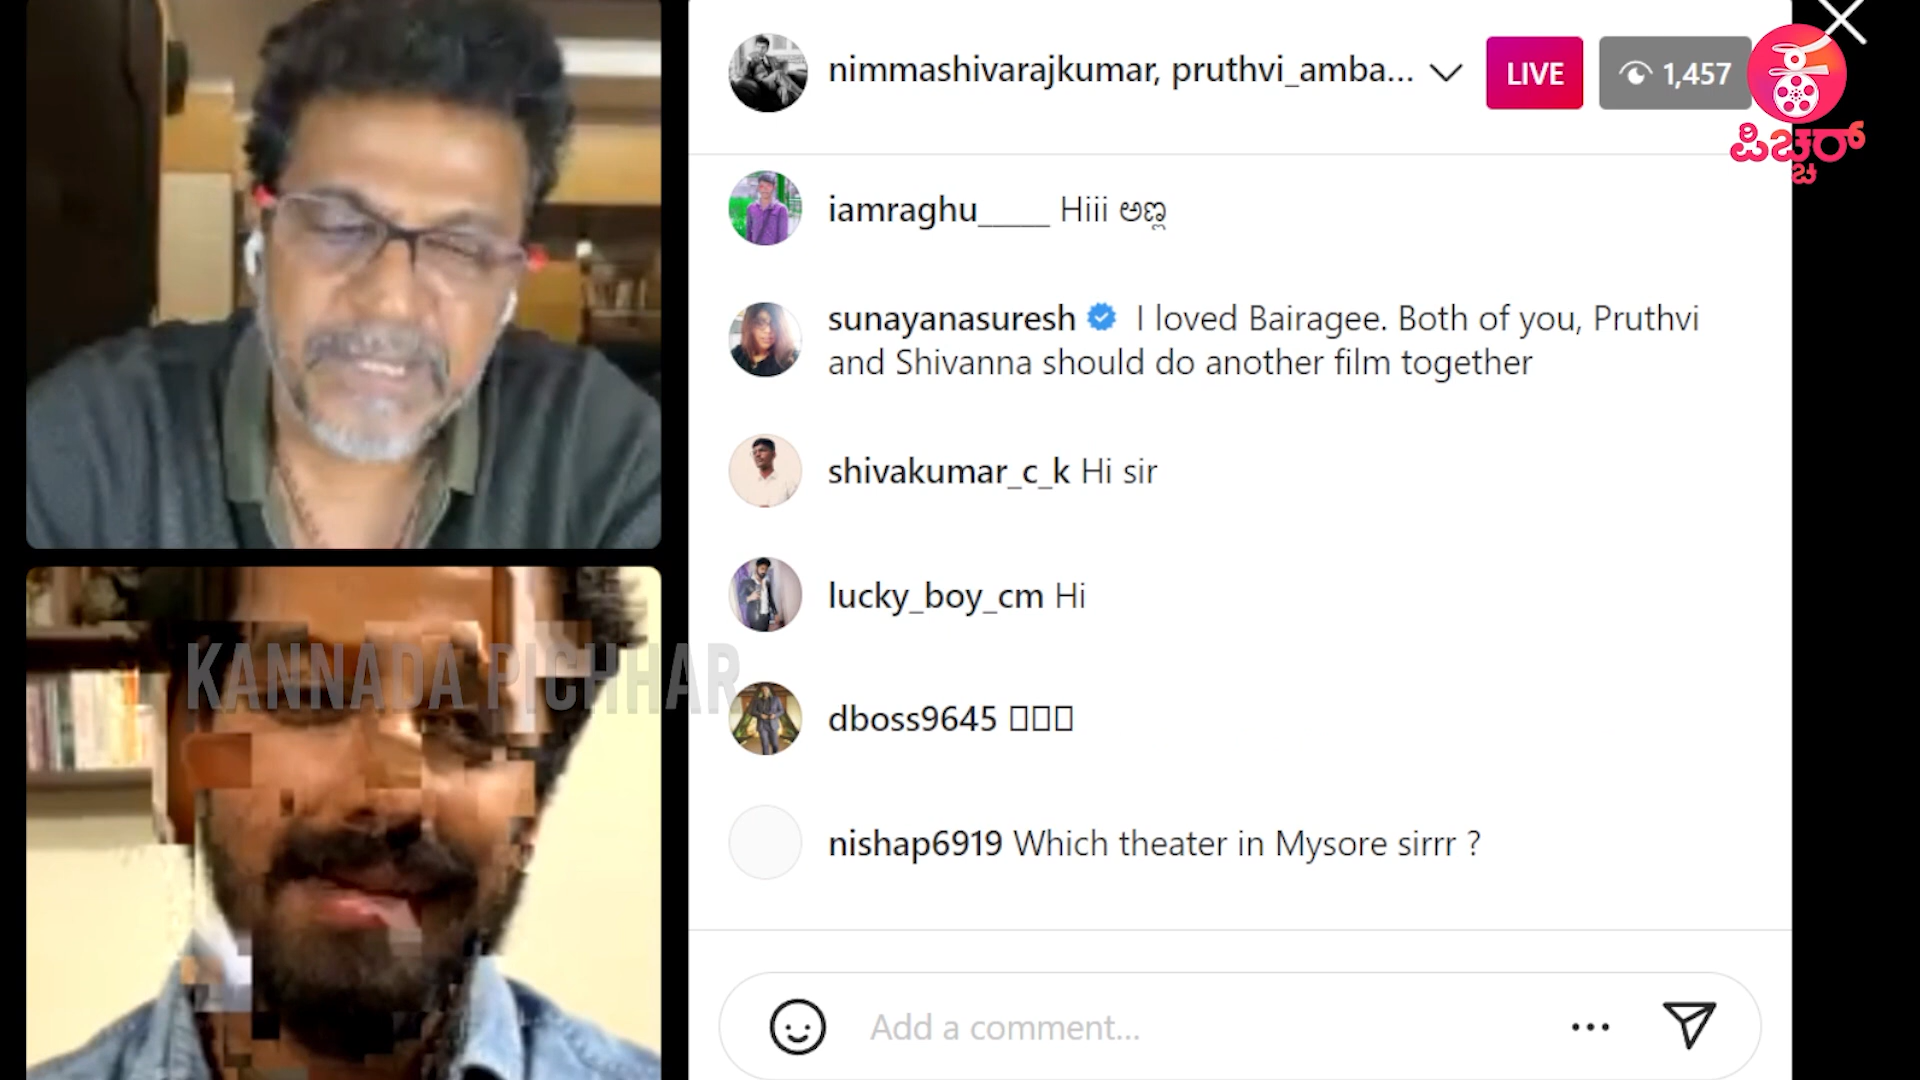 nimmashivarajkumar, pruthvi_amba...
LIVE
1,457
ಪಿಚ್ಚರ್
iamraghu_____ Hiii ಅಣ್ಣ
sunayanasuresh I loved Bairagee. Both of you, Pruthvi
and Shivanna should do another film together
shivakumar_c_k Hi sir
lucky_boy_cm Hi
KANNADA PICHHAR
dboss9645
nishap6919 Which theater in Mysore sirrr ?
Add a comment...